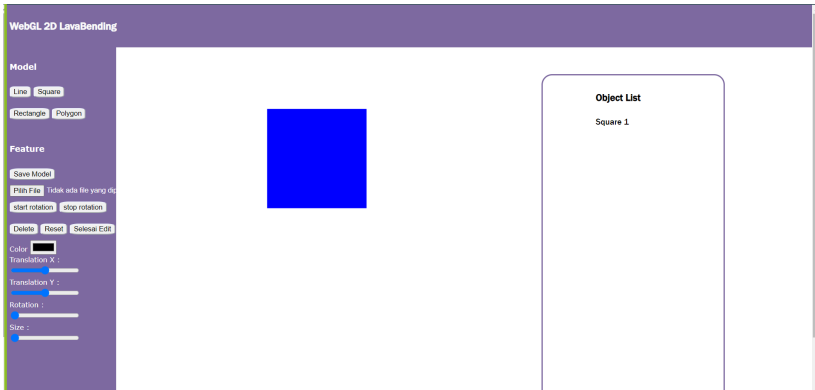 WebGL 2D LavaBending
Model
Line Square
Rectangle Polygon
Feature
Save Model
Pilih File Tidak ada file yang dip
start rotation stop rotation
Delete Reset Selesai Edit
Color
Translation X :
Translation Y :
Rotation :
Size :
Object List
Square 1